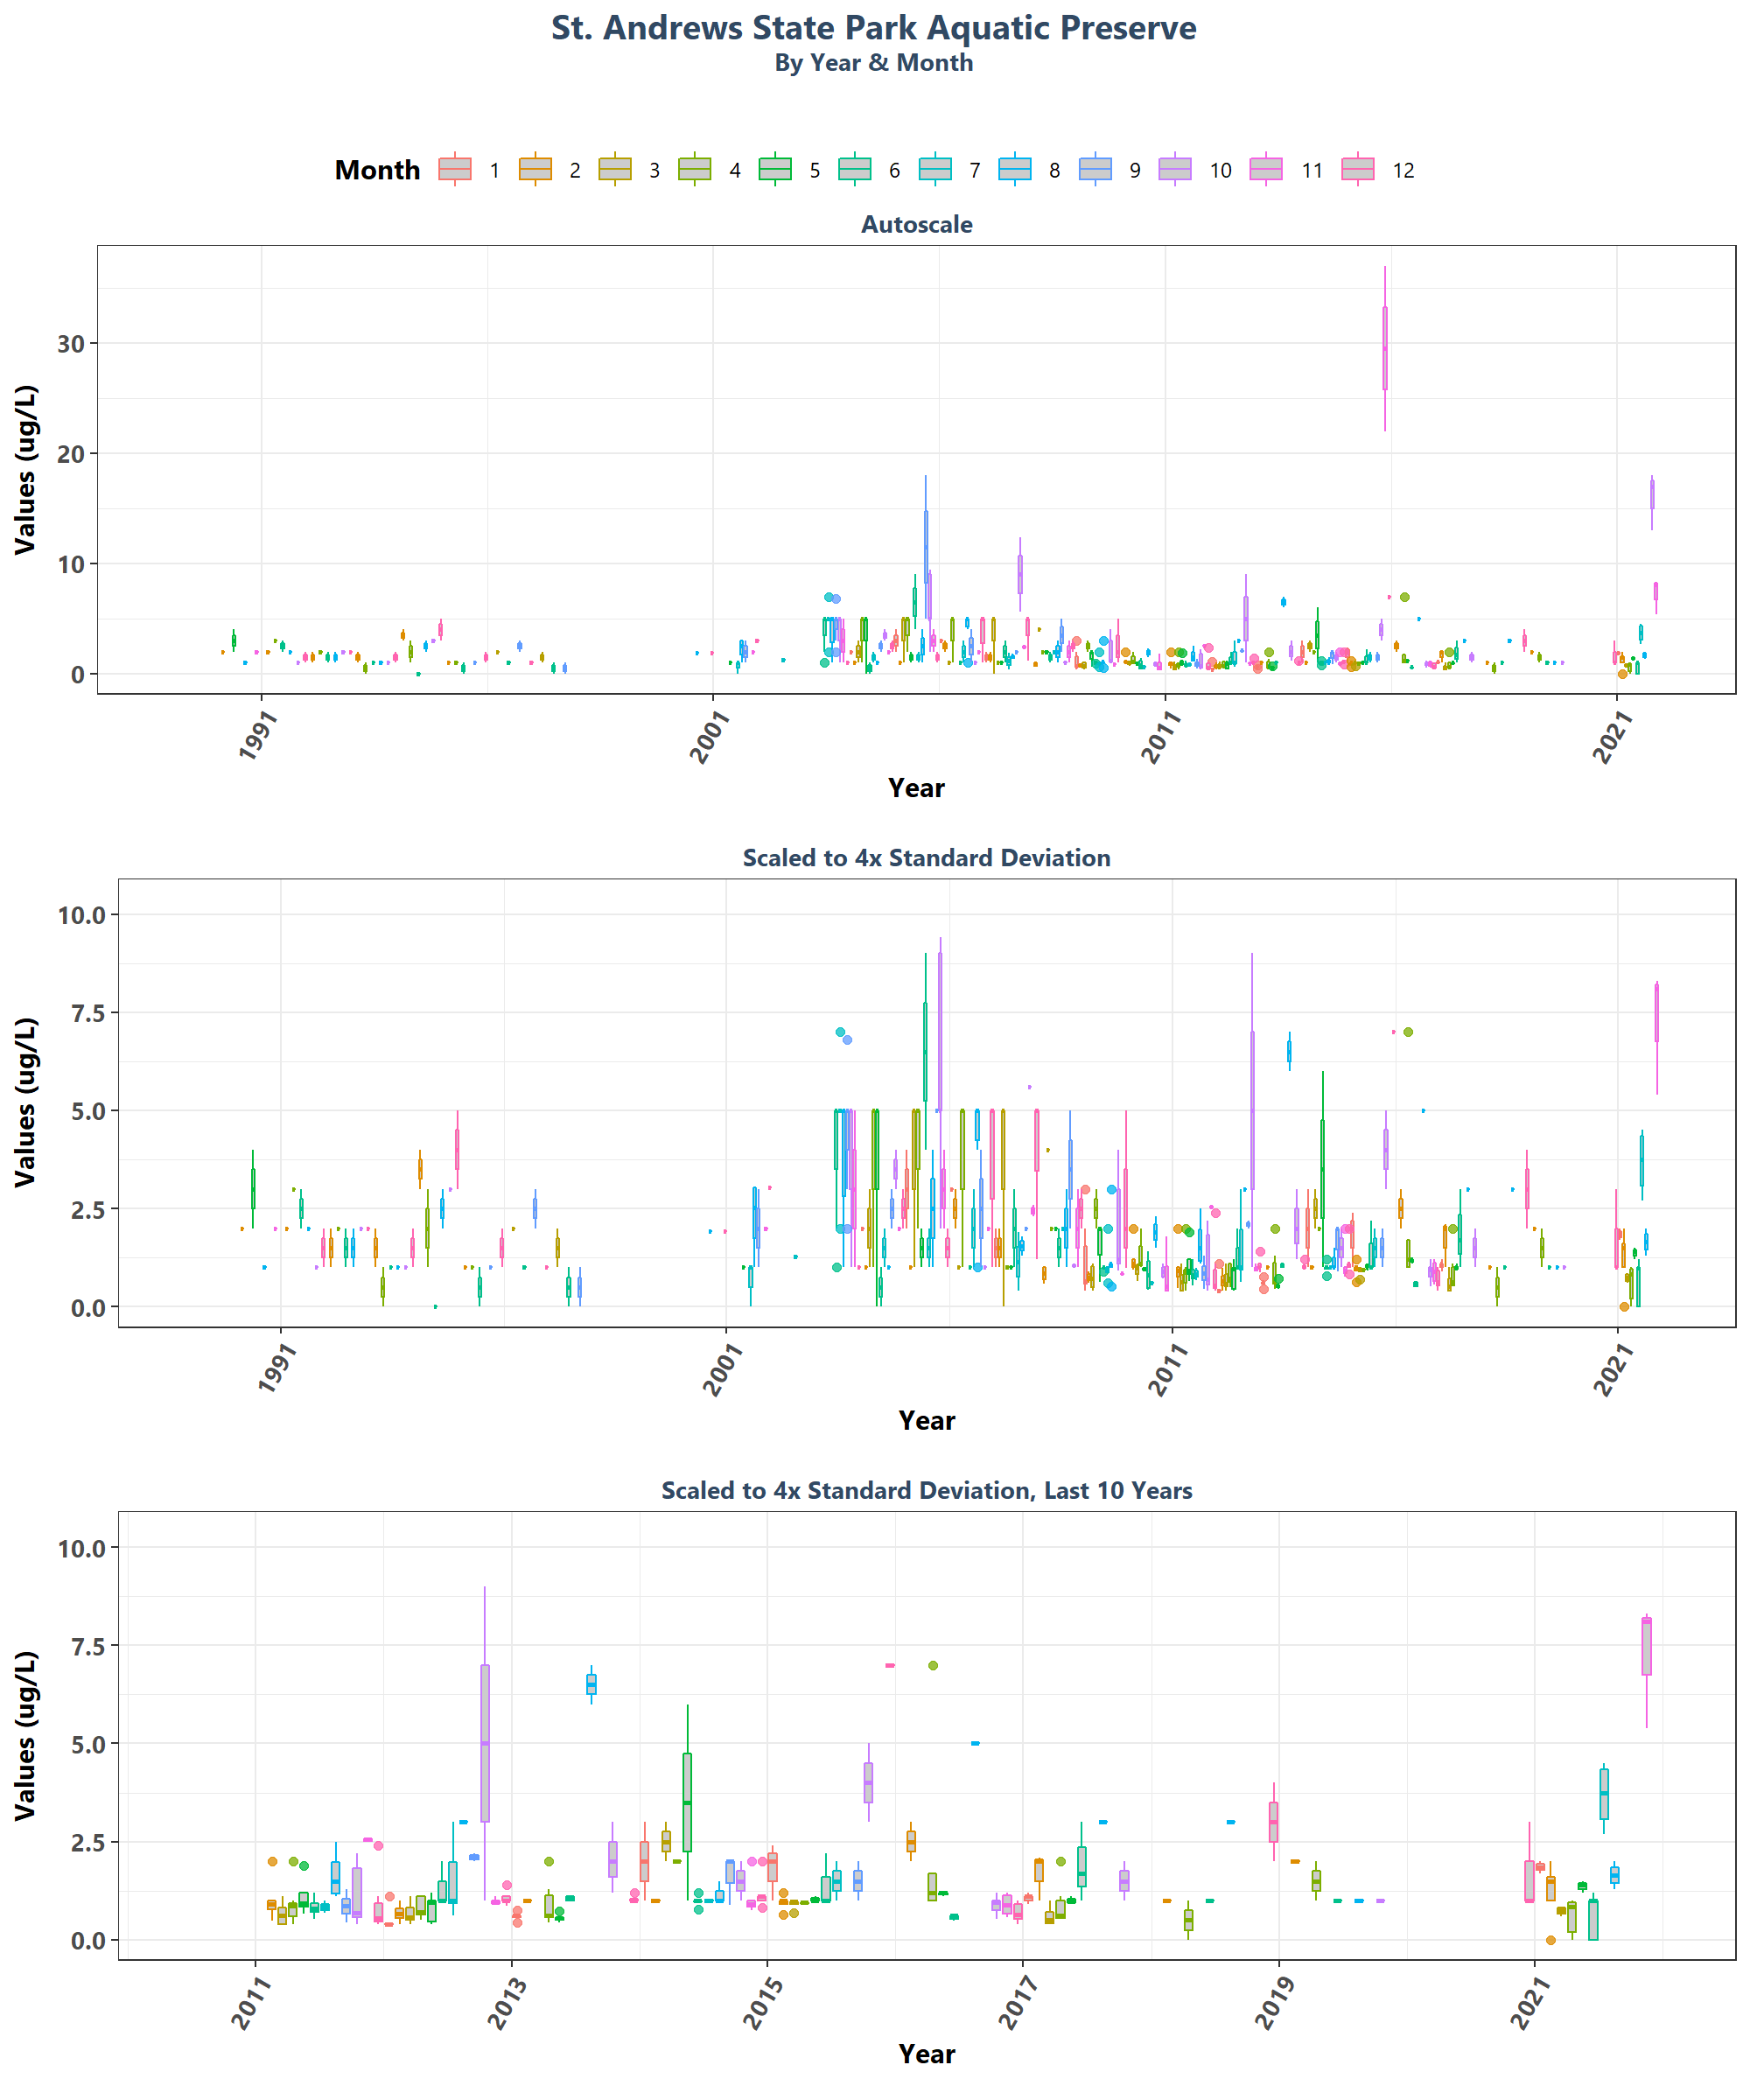 St. Andrews State Park Aquatic Preserve
By Year & Month
Month 1 2 3 4 5 6 7 8 9 10 11 12
Autoscale
Values (ug/L)
30
20
10
0
1991 2001 2011 2021
Year
Scaled to 4x Standard Deviation
Values (ug/L)
10.0
7.5
5.0
2.5
0.0
1991 2001 2011 2021
Year
Scaled to 4x Standard Deviation, Last 10 Years
Values (ug/L)
10.0
7.5
5.0
2.5
0.0
2011 2013 2015 2017 2019 2021
Year